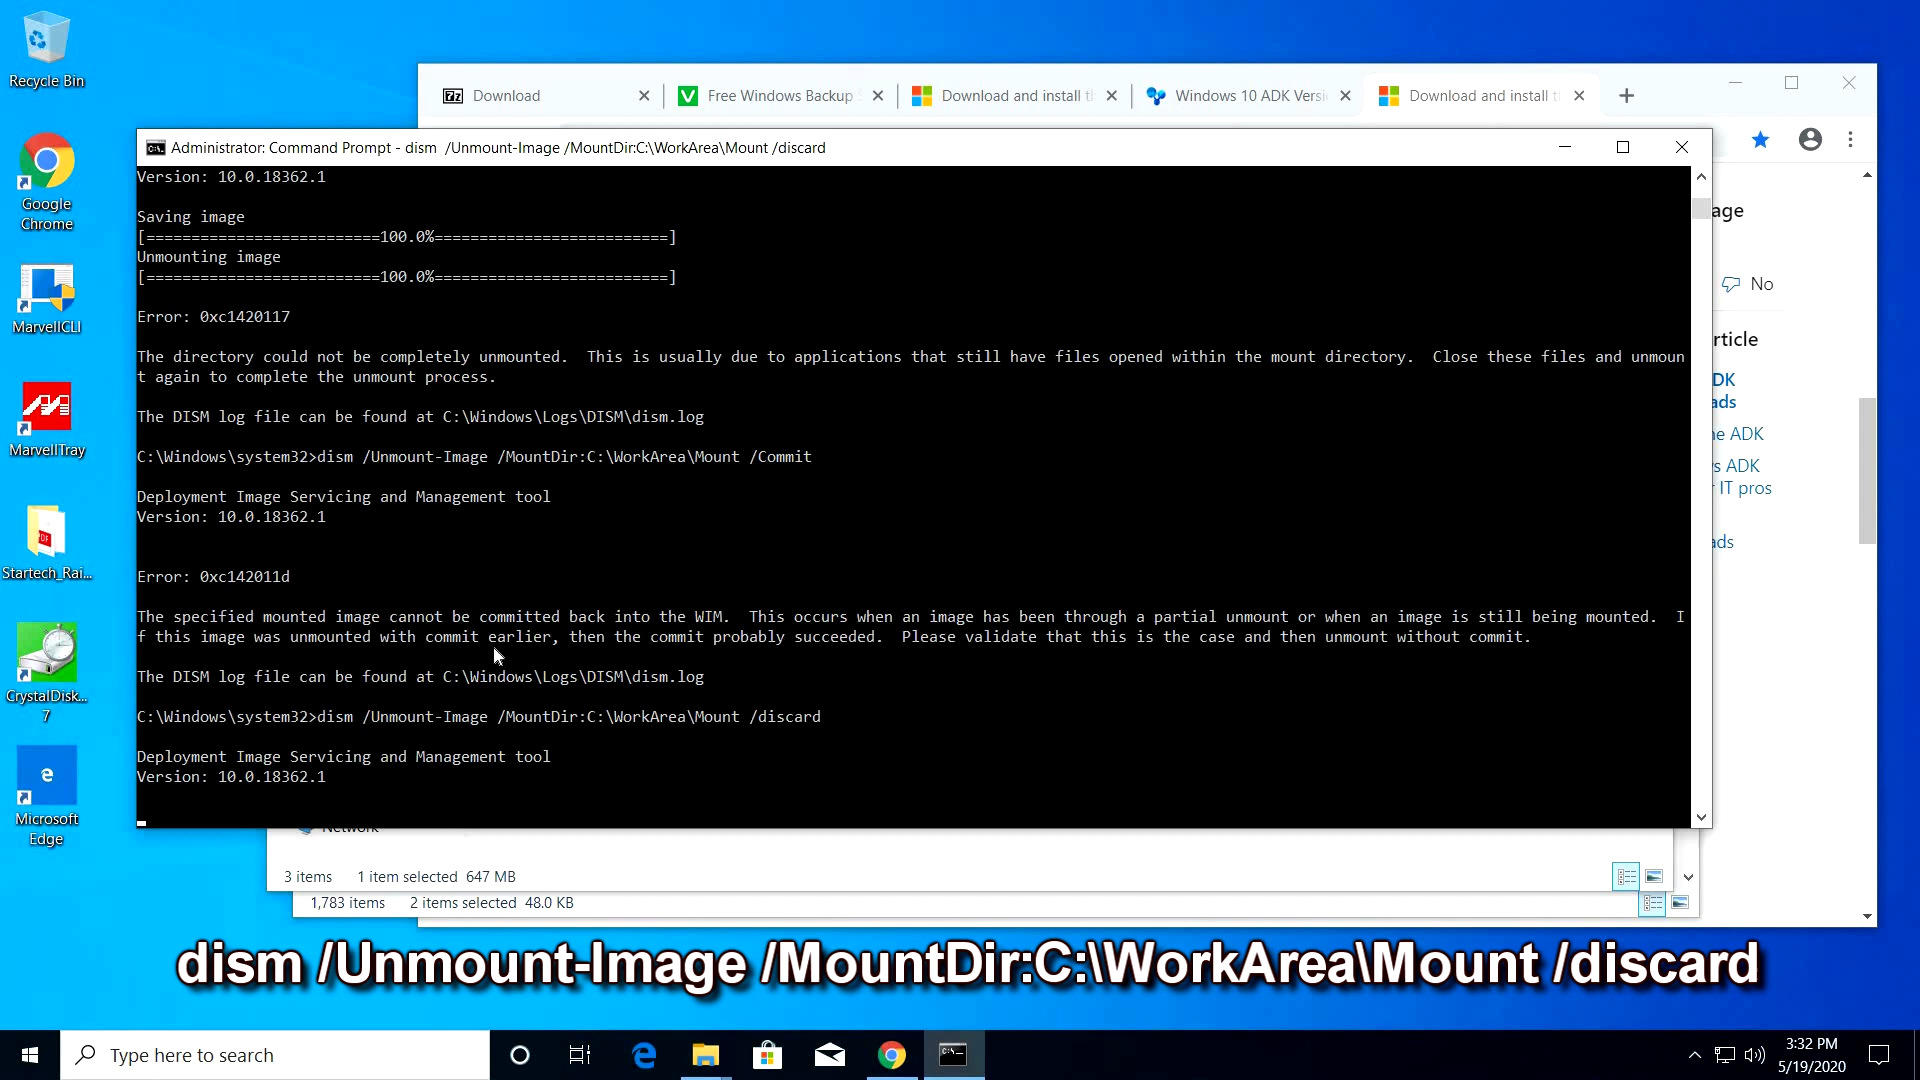 Recycle Bin
Google
Chrome
MarvellCLI
MarvellTray
Startech_Rai...
CrystalDisk...
7
Microsoft
Edge
Download
Free Windows Backup
Download and install t
Windows 10 ADK Versi
Download and install t
Administrator: Command Prompt - dism  /Unmount-Image /MountDir:C:\WorkArea\Mount /discard
Version: 10.0.18362.1
Saving image
[==========================100.0%==========================]
Unmounting image
[==========================100.0%==========================]
Error: 0xc1420117
The directory could not be completely unmounted.  This is usually due to applications that still have files opened within the mount directory.  Close these files and unmoun
t again to complete the unmount process.
The DISM log file can be found at C:\Windows\Logs\DISM\dism.log
C:\Windows\system32>dism /Unmount-Image /MountDir:C:\WorkArea\Mount /Commit
Deployment Image Servicing and Management tool
Version: 10.0.18362.1
Error: 0xc142011d
The specified mounted image cannot be committed back into the WIM.  This occurs when an image has been through a partial unmount or when an image is still being mounted.  I
f this image was unmounted with commit earlier, then the commit probably succeeded.  Please validate that this is the case and then unmount without commit.
The DISM log file can be found at C:\Windows\Logs\DISM\dism.log
C:\Windows\system32>dism /Unmount-Image /MountDir:C:\WorkArea\Mount /discard
Deployment Image Servicing and Management tool
Version: 10.0.18362.1
age
No
rticle
DK
ads
ne ADK
s ADK
r IT pros
ads
Network
3 items 1 item selected 647 MB
1,783 items 2 items selected 48.0 KB
dism /Unmount-Image /MountDir:C:\WorkArea\Mount /discard
Type here to search
3:32 PM
5/19/2020